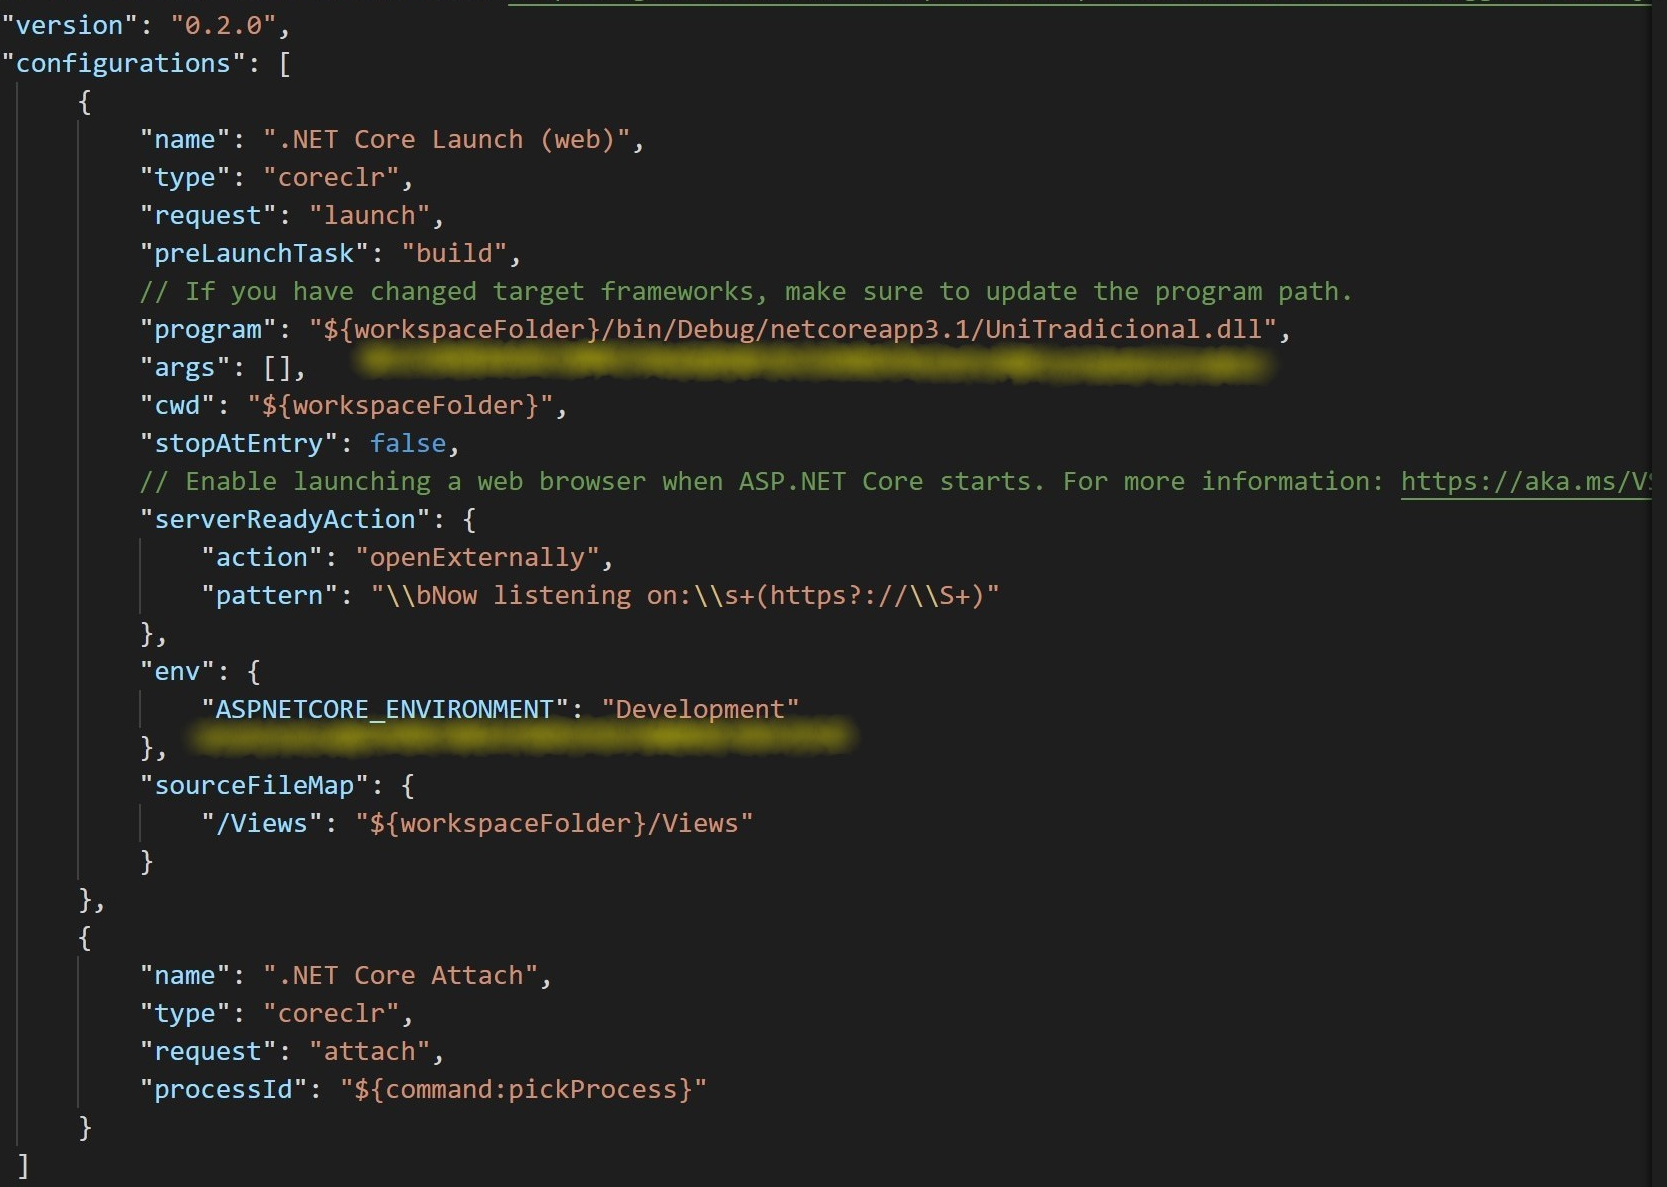 "version": "0.2.0",
"configurations": [
{
"name": ".NET Core Launch (web)",
"type": "coreclr",
"request": "launch",
"preLaunchTask": "build",
// If you have changed target frameworks, make sure to update the program path.
"program": "${workspaceFolder}/bin/Debug/netcoreapp3.1/UniTradicional.dll",
"args": [],
"cwd": "${workspaceFolder}",
"stopAtEntry": false,
// Enable launching a web browser when ASP.NET Core starts. For more information: https://aka.ms/VS
"serverReadyAction": {
"action": "openExternally",
"pattern": "\\bNow listening on:\\s+(https?://\\S+)"
},
"env": {
"ASPNETCORE_ENVIRONMENT": "Development"
},
"sourceFileMap": {
"/Views": "${workspaceFolder}/Views"
}
},
{
"name": ".NET Core Attach",
"type": "coreclr",
"request": "attach",
"processId": "${command:pickProcess}"
}
]